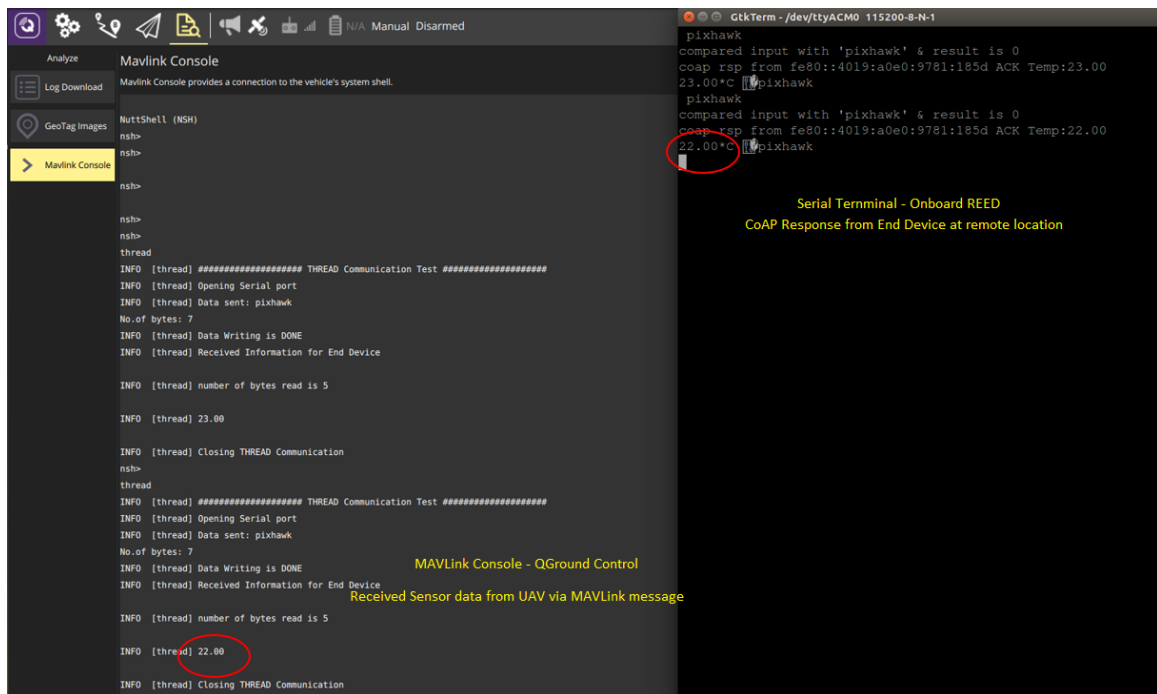 N/A Manual Disarmed
Analyze
Log Download
GeoTag Images
Mavlink Console
Mavlink Console
Mavlink Console provides a connection to the vehicle's system shell.
NuttShell (NSH)
nsh>
nsh>
nsh>
nsh>
nsh>
thread
INFO [thread] #################### THREAD Communication Test ####################
INFO [thread] Opening Serial port
INFO [thread] Data sent: pixhawk
No.of bytes: 7
INFO [thread] Data Writing is DONE
INFO [thread] Received Information for End Device
INFO [thread] number of bytes read is 5
INFO [thread] 23.00
INFO [thread] Closing THREAD Communication
nsh>
thread
INFO [thread] #################### THREAD Communication Test ####################
INFO [thread] Opening Serial port
INFO [thread] Data sent: pixhawk
No.of bytes: 7
INFO [thread] Data Writing is DONE
INFO [thread] Received Information for End Device
INFO [thread] number of bytes read is 5
INFO [thread] 22.00
INFO [thread] Closing THREAD Communication
MAVLink Console - QGround Control
Received Sensor data from UAV via MAVLink message
GtkTerm - /dev/ttyACM0 115200-8-N-1
pixhawk
compared input with 'pixhawk' & result is 0
coap rsp from fe80::4019:a0e0:9781:185d ACK Temp:23.00
23.00*C pixhawk
pixhawk
compared input with 'pixhawk' & result is 0
coap rsp from fe80::4019:a0e0:9781:185d ACK Temp:22.00
22.00*C pixhawk
Serial Ternminal - Onboard REED
CoAP Response from End Device at remote location